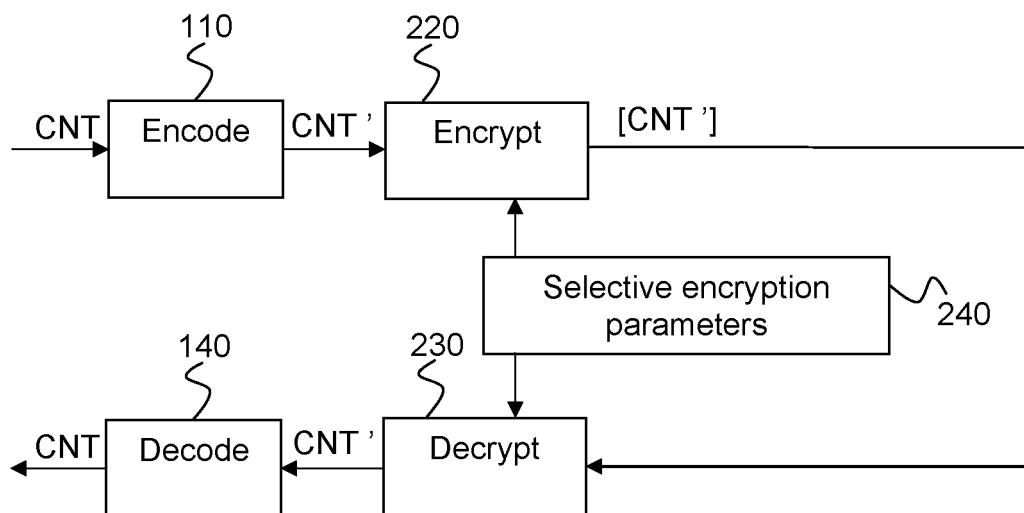 110
220
CNT
Encode
CNT ’
Encrypt
[CNT ’]
Selective encryption
parameters
240
140
230
CNT
Decode
CNT ’
Decrypt